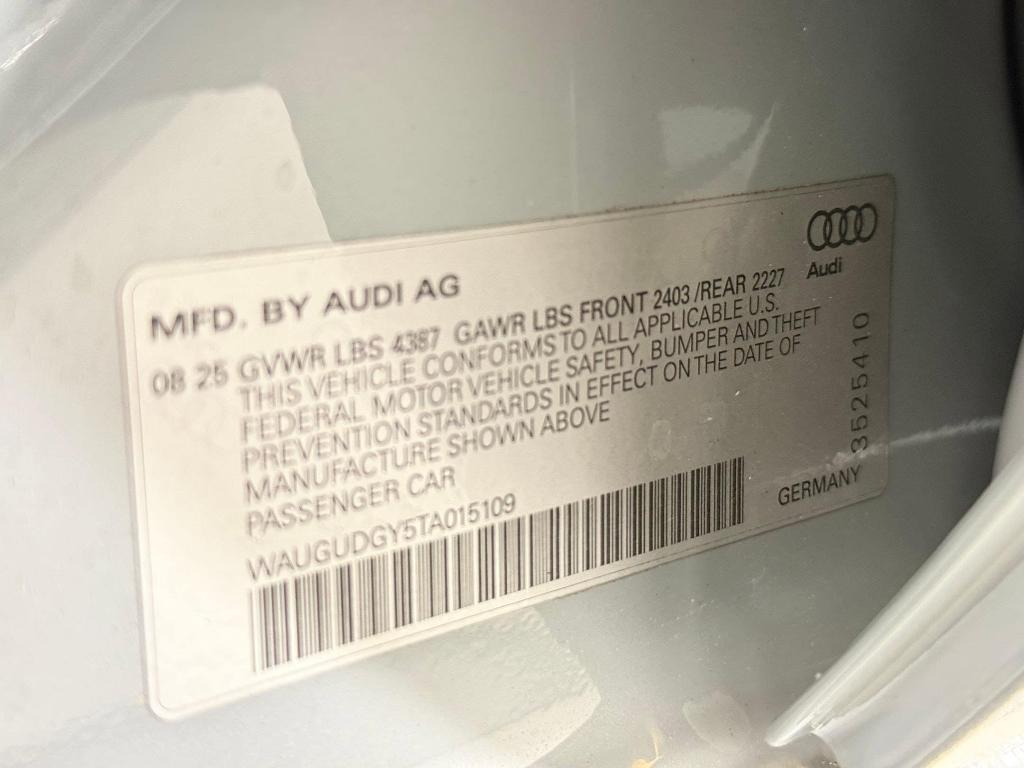 MFD. BY AUDI AG
Audi
08 25 GVWR LBS 4387 GAWR LBS FRONT 2403 /REAR 2227
THIS VEHICLE CONFORMS TO ALL APPLICABLE U.S.
FEDERAL MOTOR VEHICLE SAFETY, BUMPER AND THEFT
PREVENTION STANDARDS IN EFFECT ON THE DATE OF
MANUFACTURE SHOWN ABOVE
PASSENGER CAR
WAUGUDGY5TA015109
GERMANY
3525410